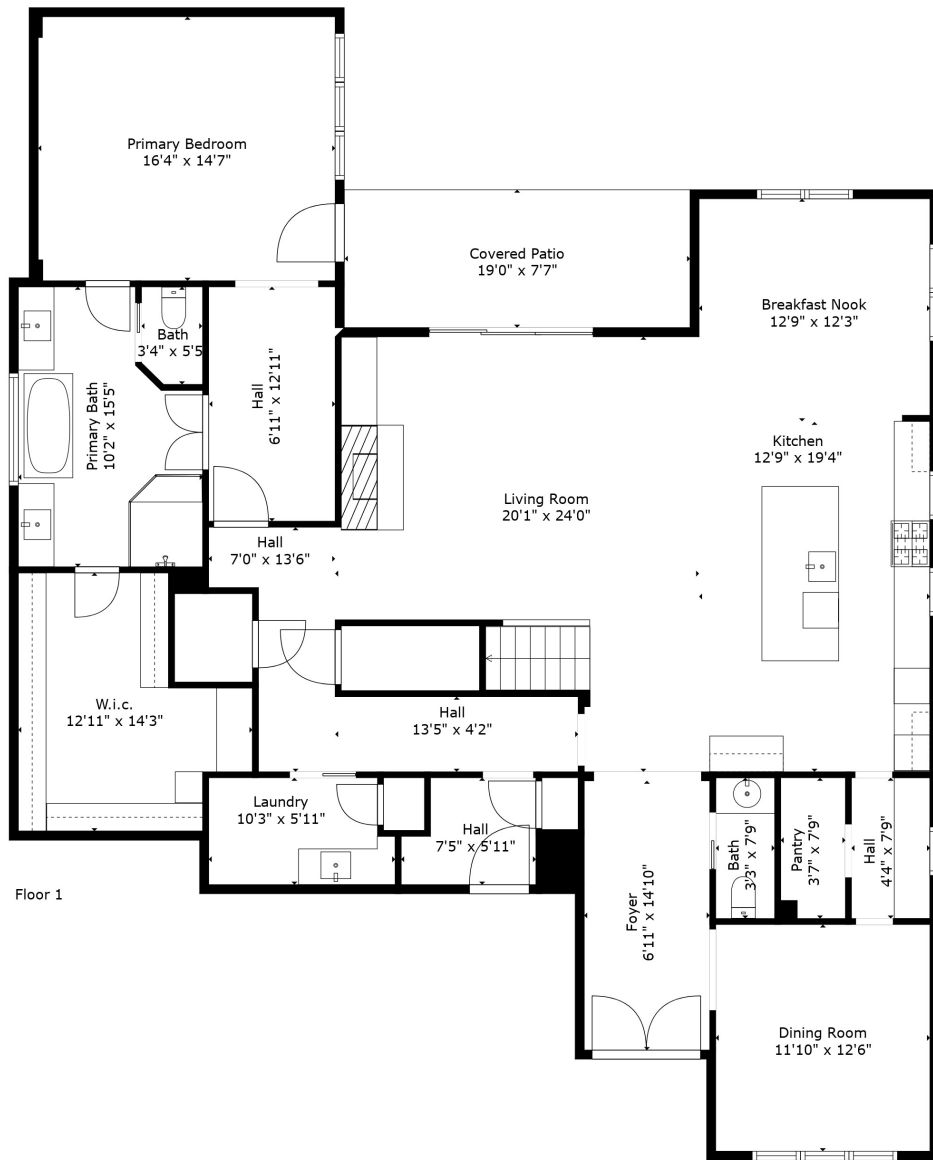 Primary Bedroom
16'4" x 14'7"
Covered Patio
19'0" x 7'7"
Breakfast Nook
12'9" x 12'3"
Bath
3'4" x 5'5
Primary Bath
10'2" x 15'5"
Hall
6'11" x 12'11"
Kitchen
12'9" x 19'4"
Living Room
20'1" x 24'0"
Hall
7'0" x 13'6"
W.i.c.
12'11" x 14'3"
Hall
13'5" x 4'2"
Laundry
10'3" x 5'11"
Hall
7'5" x 5'11"
Bath
3'3" x 7'9"
Pantry
3'7" x 7'9"
Hall
4'4" x 7'9"
Floor 1
Foyer
6'11" x 14'10"
Dining Room
11'10" x 12'6"